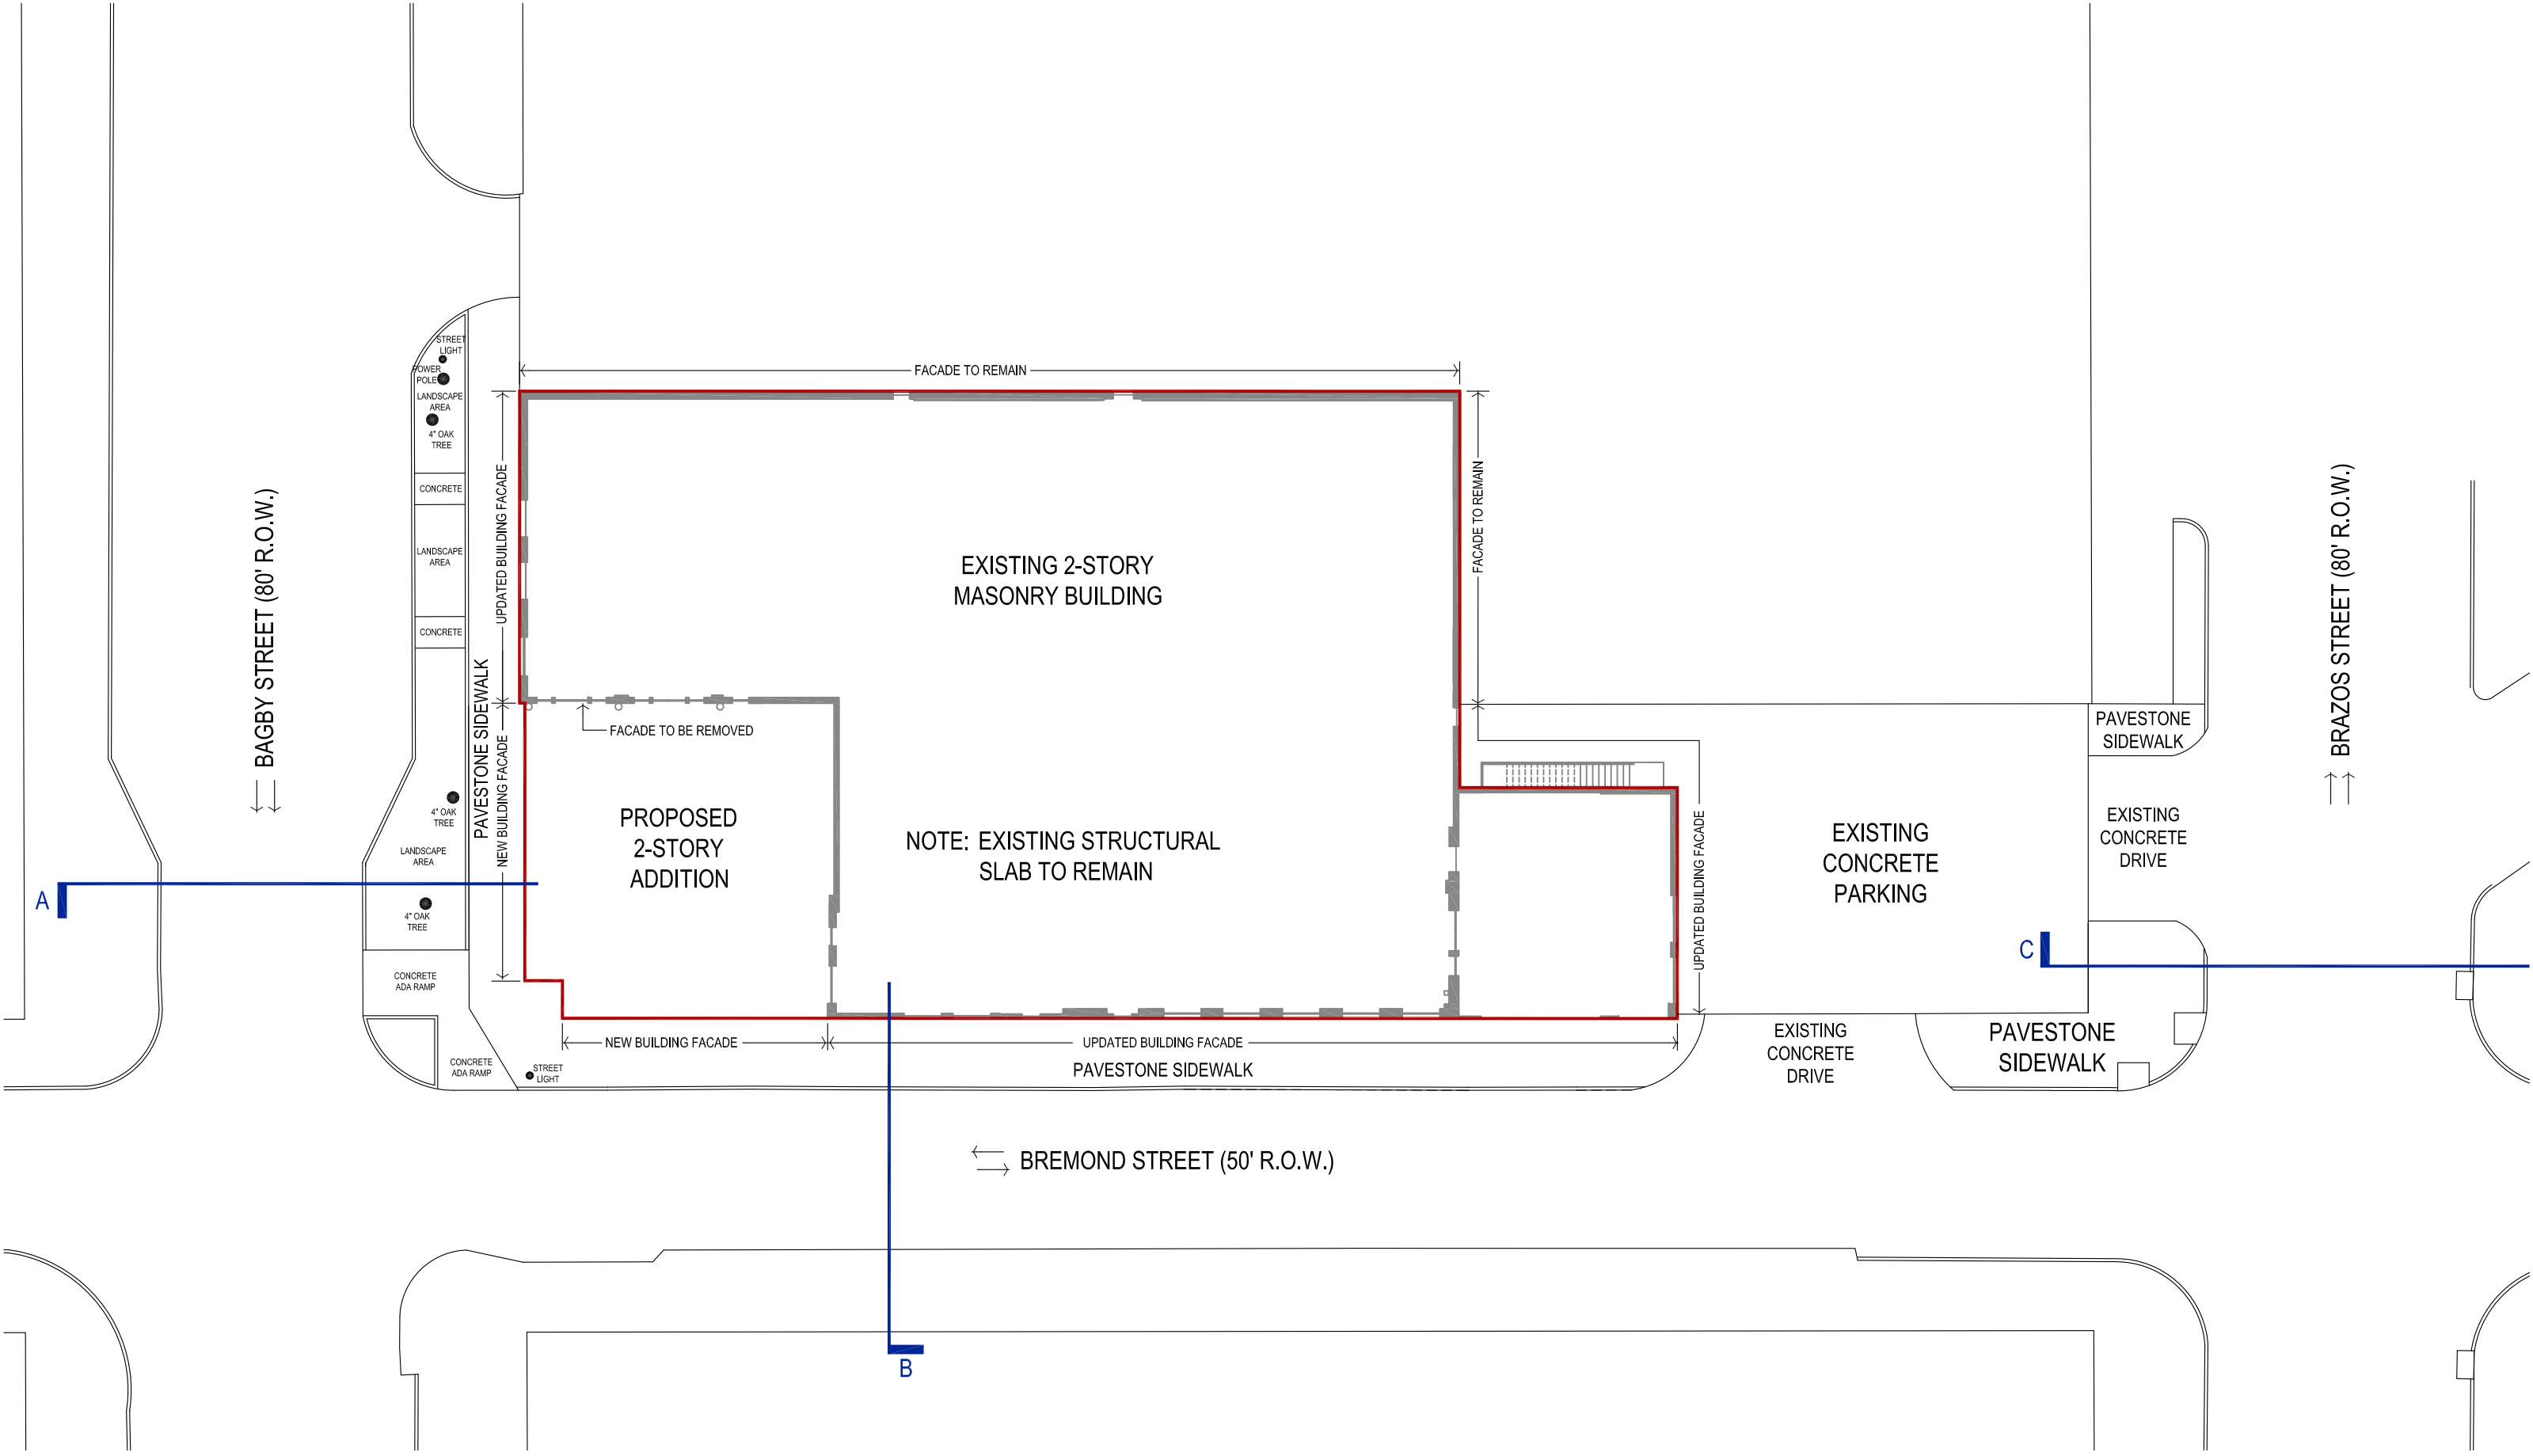 STREET
LIGHT
POWER
POLE
LANDSCAPE
AREA
4" OAK
TREE
CONCRETE
LANDSCAPE
AREA
CONCRETE
4" OAK
TREE
LANDSCAPE
AREA
4" OAK
TREE
CONCRETE
ADA RAMP
CONCRETE
ADA RAMP
STREET
LIGHT
BAGBY STREET (80' R.O.W.)
PAVESTONE SIDEWALK
UPDATED BUILDING FACADE
NEW BUILDING FACADE
FACADE TO REMAIN
FACADE TO REMAIN
EXISTING 2-STORY
MASONRY BUILDING
FACADE TO BE REMOVED
PROPOSED
2-STORY
ADDITION
NOTE: EXISTING STRUCTURAL
SLAB TO REMAIN
UPDATED BUILDING FACADE
EXISTING
CONCRETE
PARKING
PAVESTONE
SIDEWALK
EXISTING
CONCRETE
DRIVE
BRAZOS STREET (80' R.O.W.)
A
C
NEW BUILDING FACADE
UPDATED BUILDING FACADE
PAVESTONE SIDEWALK
EXISTING
CONCRETE
DRIVE
PAVESTONE
SIDEWALK
BREMOND STREET (50' R.O.W.)
B